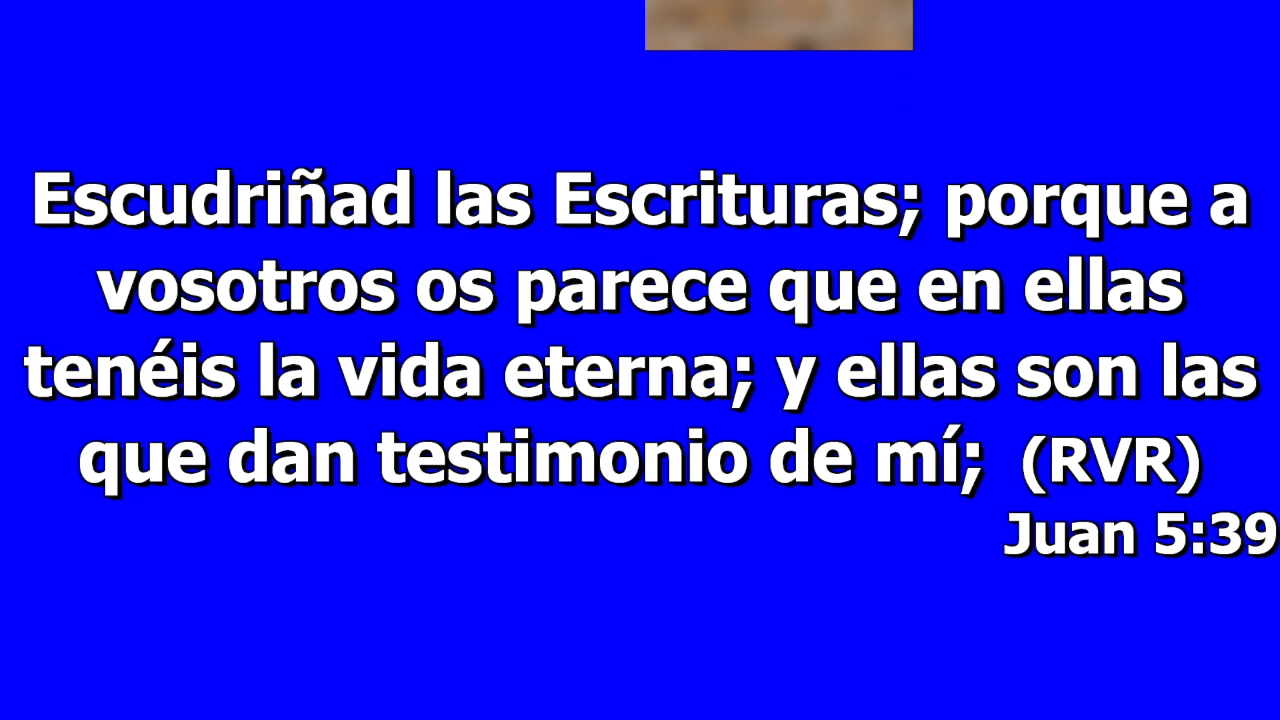 Escudriñad las Escrituras; porque a
vosotros os parece que en ellas
tenéis la vida eterna; y ellas son las
que dan testimonio de mí; (RVR)
Juan 5:39